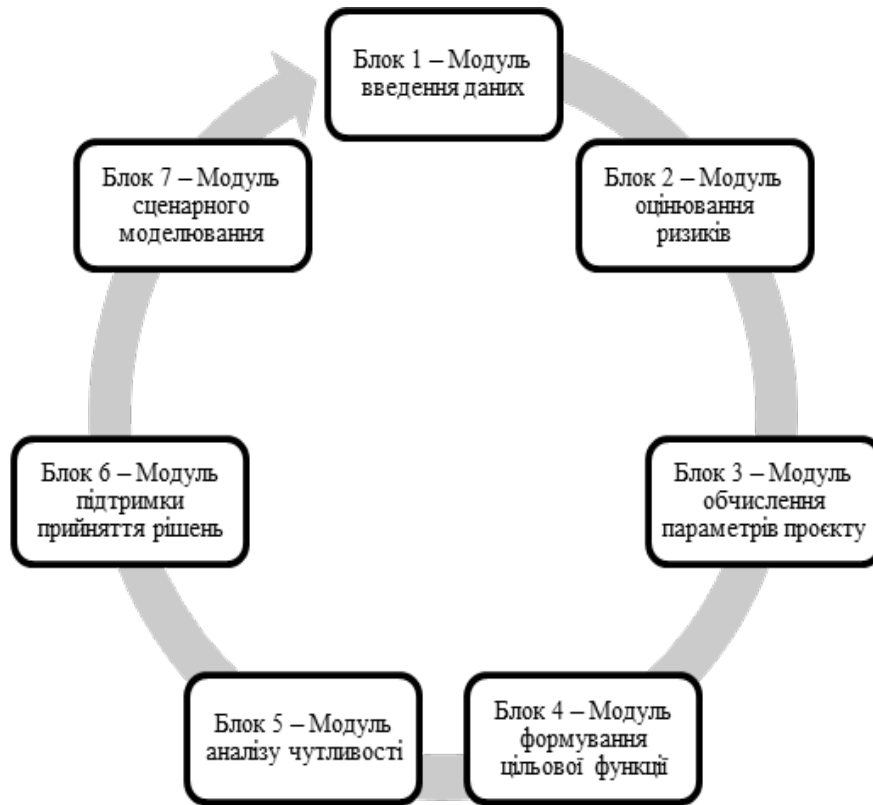 Блок 1 – Модуль
введення даних
Блок 2 – Модуль
оцінювання
ризиків
Блок 3 – Модуль
обчислення
параметрів проєкту
Блок 4 – Модуль
формування
цільової функції
Блок 5 – Модуль
аналізу чутливості
Блок 6 – Модуль
підтримки
прийняття рішень
Блок 7 – Модуль
сценарного
моделювання